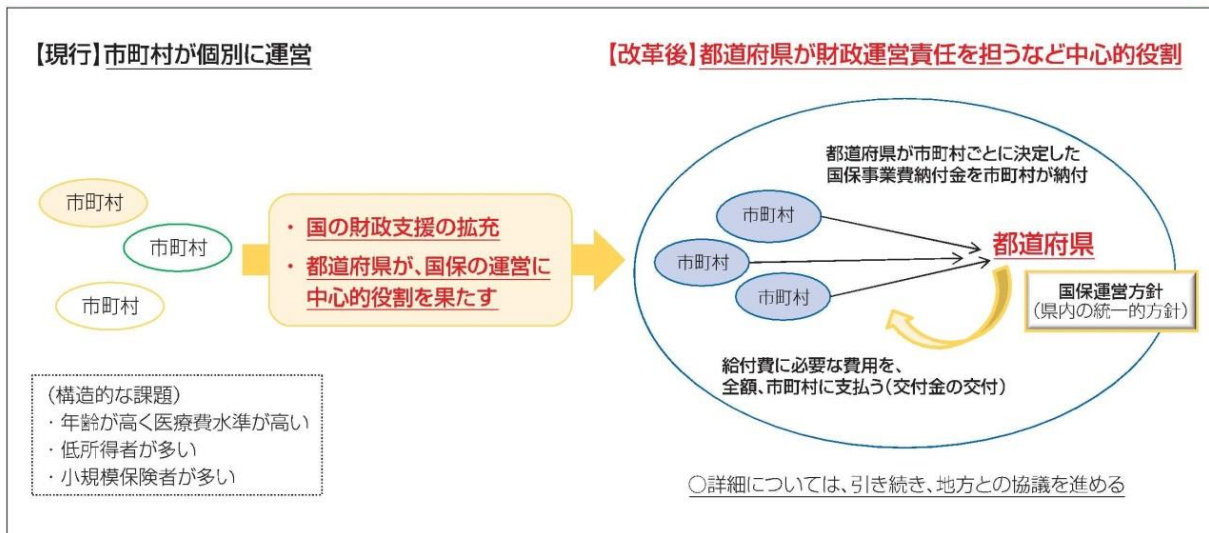 【現行】市町村が個別に運営
市町村
市町村
市町村
(構造的な課題)
・年齢が高く医療費水準が高い
・低所得者が多い
・小規模保険者が多い
・ 国の財政支援の拡充
・ 都道府県が、国保の運営に
中心的役割を果たす
【改革後】都道府県が財政運営責任を担うなど中心的役割
都道府県が市町村ごとに決定した
国保事業費納付金を市町村が納付
市町村
市町村
市町村
都道府県
国保運営方針
(県内の統一的方針)
給付費に必要な費用を、
全額、市町村に支払う(交付金の交付)
○詳細については、引き続き、地方との協議を進める